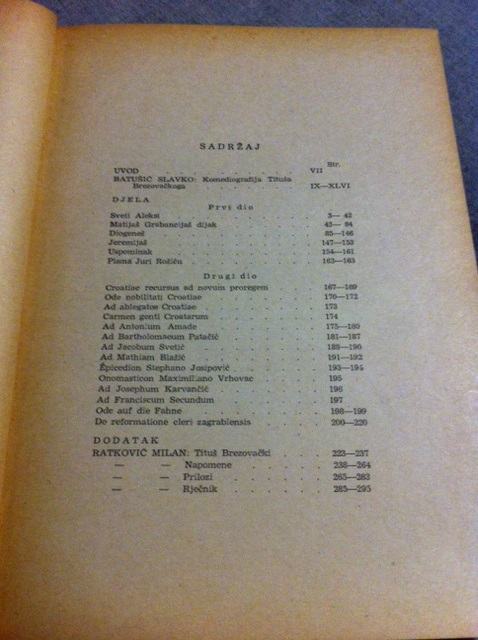 SADRŽAJ
Str.
UVOD . . . . . . . VII
BATUŠIĆ SLAVKO: Komediografija Tituša
Brezovačkoga . . . . . . IX—XLVI
DJELA
Prvi dio
Sveti Aleksi . . . . . . . 3— 42
Matijaš Grabancijaš dijak . . . . . . 43— 84
Diogeneš . . . . . . . . 85—146
Jeremijaš . . . . . . . . 147—153
Uspominak . . . . . . . . 154—161
Pisma Juri Rošiću . . . . . . 162—163
Drugi dio
Croatiae recursus ad novum proregem . . . . 167—169
Ode nobilitati Croatiae . . . . . . 170—172
Ad ablegatos Croatiae . . . . . . 173
Carmen genti Croatarum . . . . . . 174
Ad Antonium Amade . . . . . . 175—180
Ad Bartholomaeum Patačić . . . . . 181—187
Ad Jacobum Svetić . . . . . . 188—190
Ad Mathiam Blažić . . . . . . 191—192
Epicedion Stephano Josipović . . . . . 193—194
Onomasticon Maximiliano Vrhovac . . . . 195
Ad Josephum Karvančić . . . . . 196
Ad Franciscum Secundum . . . . . 197
Ode auf die Fahne . . . . . . 198—199
De reformatione cleri zagrabiensis . . . . 200—220
DODATAK
RATKOVIĆ MILAN: Tituš Brezovački . . . . 223—237
— — Napomene . . . . . 238—264
— — Prilozi . . . . . . 265—283
— — Rječnik . . . . . 285—295